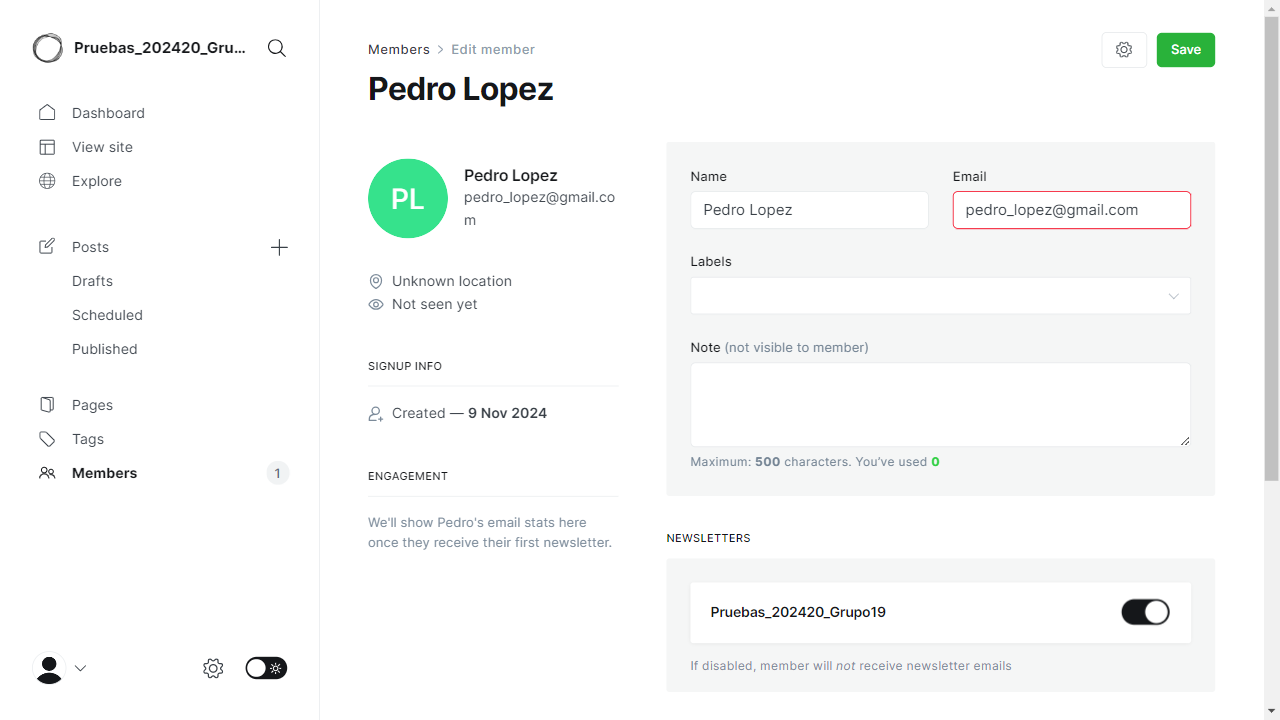 Pruebas_202420_Gru...
Dashboard
View site
Explore
Posts
Drafts
Scheduled
Published
Pages
Tags
Members
1
Members
Edit member
Save
Pedro Lopez
PL
Pedro Lopez
pedro_lopez@gmail.co
m
Unknown location
Not seen yet
SIGNUP INFO
Created — 9 Nov 2024
ENGAGEMENT
We'll show Pedro's email stats here
once they receive their first newsletter.
Name
Email
Pedro Lopez
pedro_lopez@gmail.com
Labels
Note (not visible to member)
Maximum: 500 characters. You've used 0
NEWSLETTERS
Pruebas_202420_Grupo19
If disabled, member will not receive newsletter emails